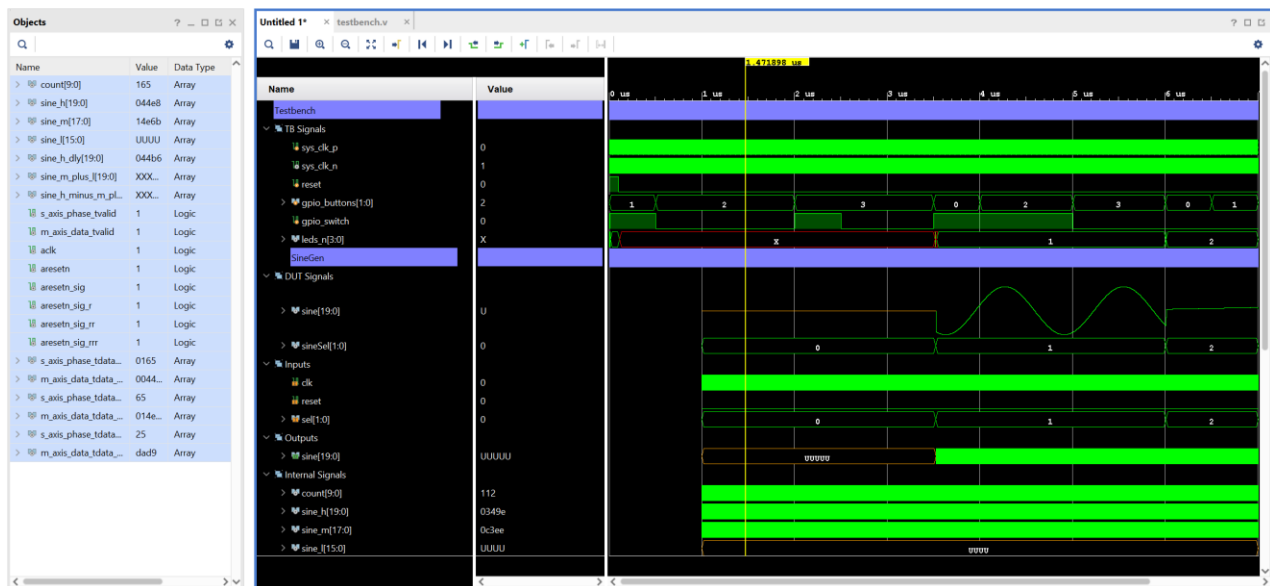 Objects
? _ □ ×
Name Value Data Type
count[9:0] 165 Array
sine_h[19:0] 044e8 Array
sine_m[17:0] 14e6b Array
sine_l[15:0] UUUU Array
sine_h_dly[19:0] 044b6 Array
sine_m_plus_l[19:0] XXX... Array
sine_h_minus_m_pl... XXX... Array
s_axis_phase_tvalid 1 Logic
m_axis_data_tvalid 1 Logic
aclk 1 Logic
aresetn 1 Logic
aresetn_sig 1 Logic
aresetn_sig_r 1 Logic
aresetn_sig_rr 1 Logic
aresetn_sig_rrr 1 Logic
s_axis_phase_tdata... 0165 Array
m_axis_data_tdata_... 0044... Array
s_axis_phase_tdata... 65 Array
m_axis_data_tdata_... 014e... Array
s_axis_phase_tdata... 25 Array
m_axis_data_tdata_... dad9 Array
Untitled 1* × testbench.v ×
1.471898 us
Name Value
0 us 1 us 2 us 3 us 4 us 5 us 6 us
Testbench
TB Signals
sys_clk_p 0
sys_clk_n 1
reset 0
gpio_buttons[1:0] 2 1 2 3 0 2 3 0 1
gpio_switch 0
leds_n[3:0] X X 1 2
SineGen
DUT Signals
sine[19:0] U
sineSel[1:0] 0 0 1 2
Inputs
clk 0
reset 0
sel[1:0] 0 0 1 2
Outputs
sine[19:0] UUUUU UUUUU
Internal Signals
count[9:0] 112
sine_h[19:0] 0349e
sine_m[17:0] 0c3ee
sine_l[15:0] UUUU UUUU